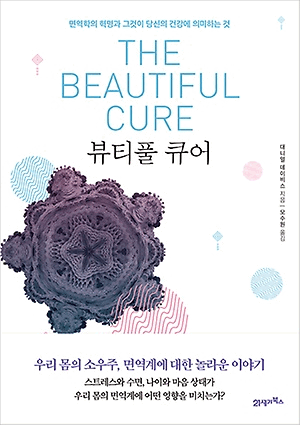 면역학의 혁명과 그것이 당신의 건강에 의미하는 것
THE
BEAUTIFUL
CURE
뷰티풀 큐어
대니얼 데이비스 지음 | 오수원 옮김
우리 몸의 소우주, 면역계에 대한 놀라운 이야기
스트레스와 수면, 나이와 마음 상태가
우리 몸의 면역계에 어떤 영향을 미치는가?
21세기북스